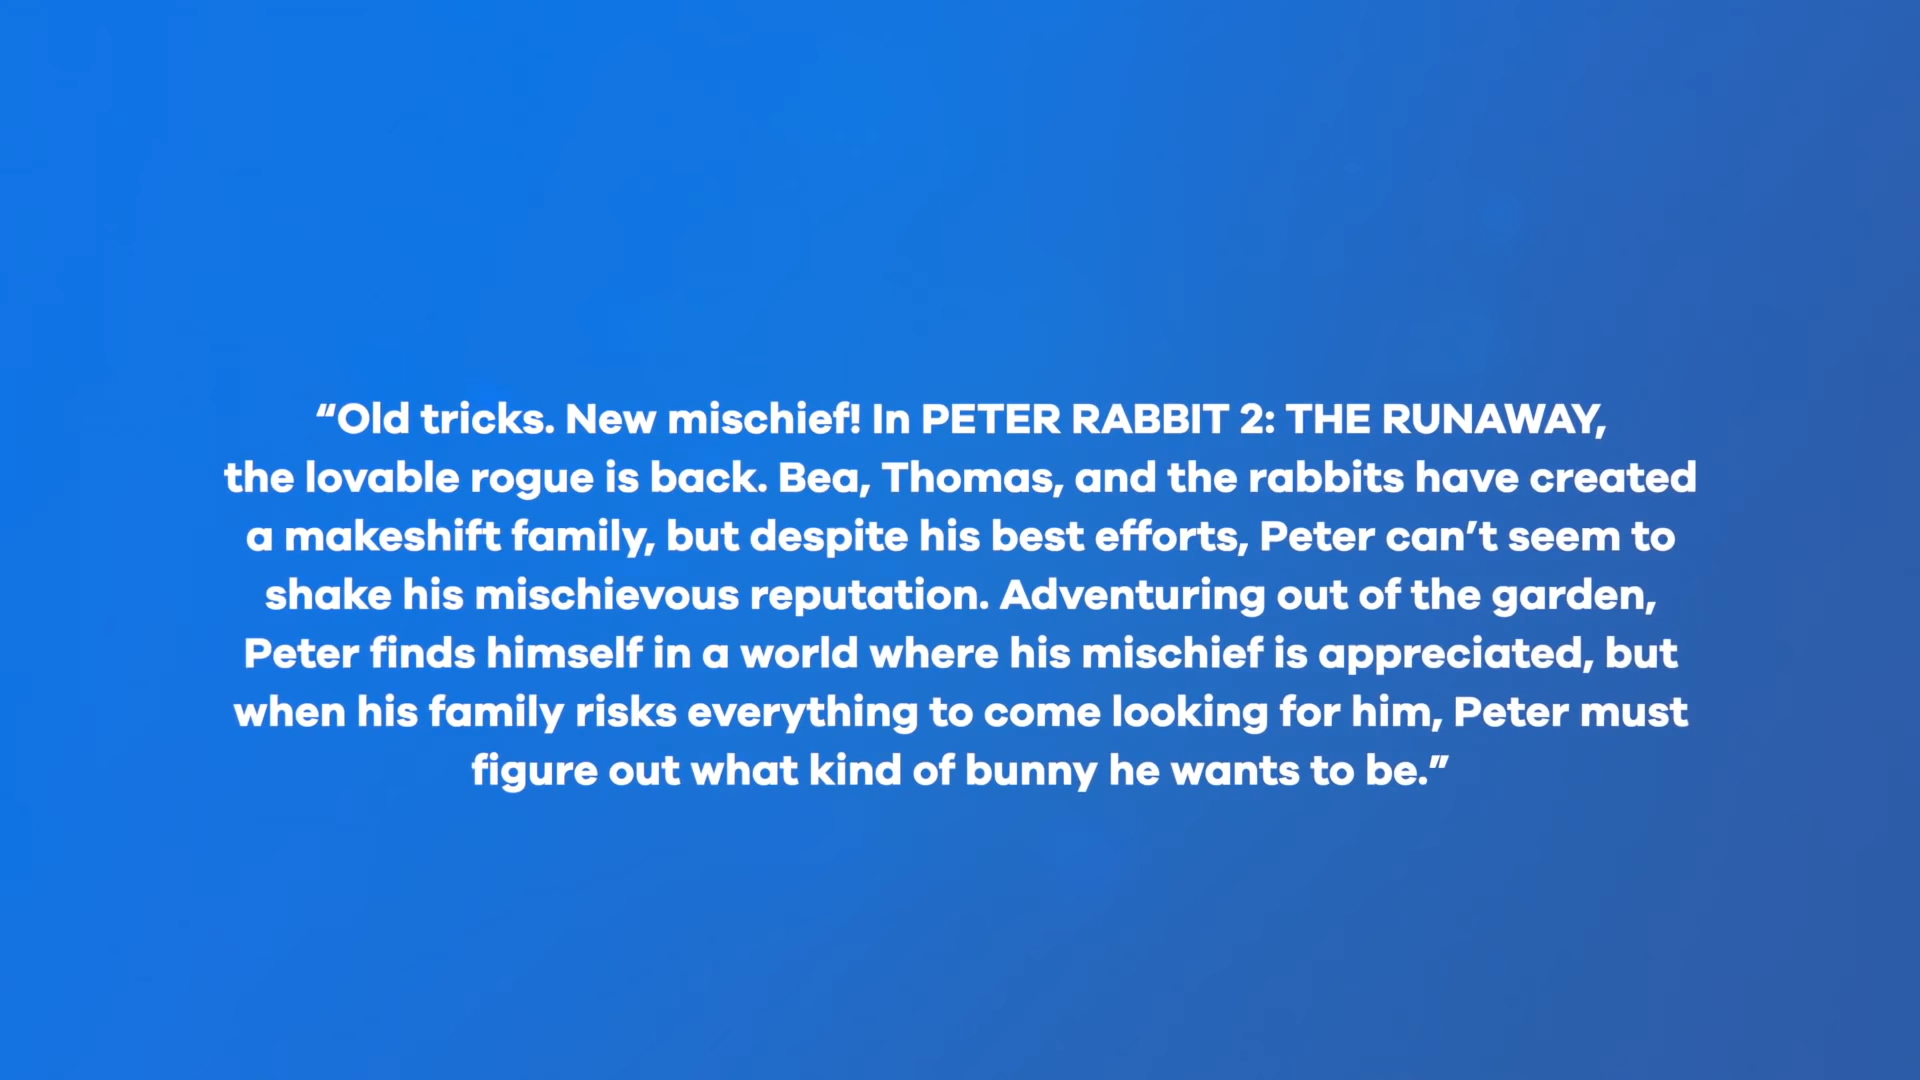 “Old tricks. New mischief! In PETER RABBIT 2: THE RUNAWAY,
the lovable rogue is back. Bea, Thomas, and the rabbits have created
a makeshift family, but despite his best efforts, Peter can’t seem to
shake his mischievous reputation. Adventuring out of the garden,
Peter finds himself in a world where his mischief is appreciated, but
when his family risks everything to come looking for him, Peter must
figure out what kind of bunny he wants to be.”